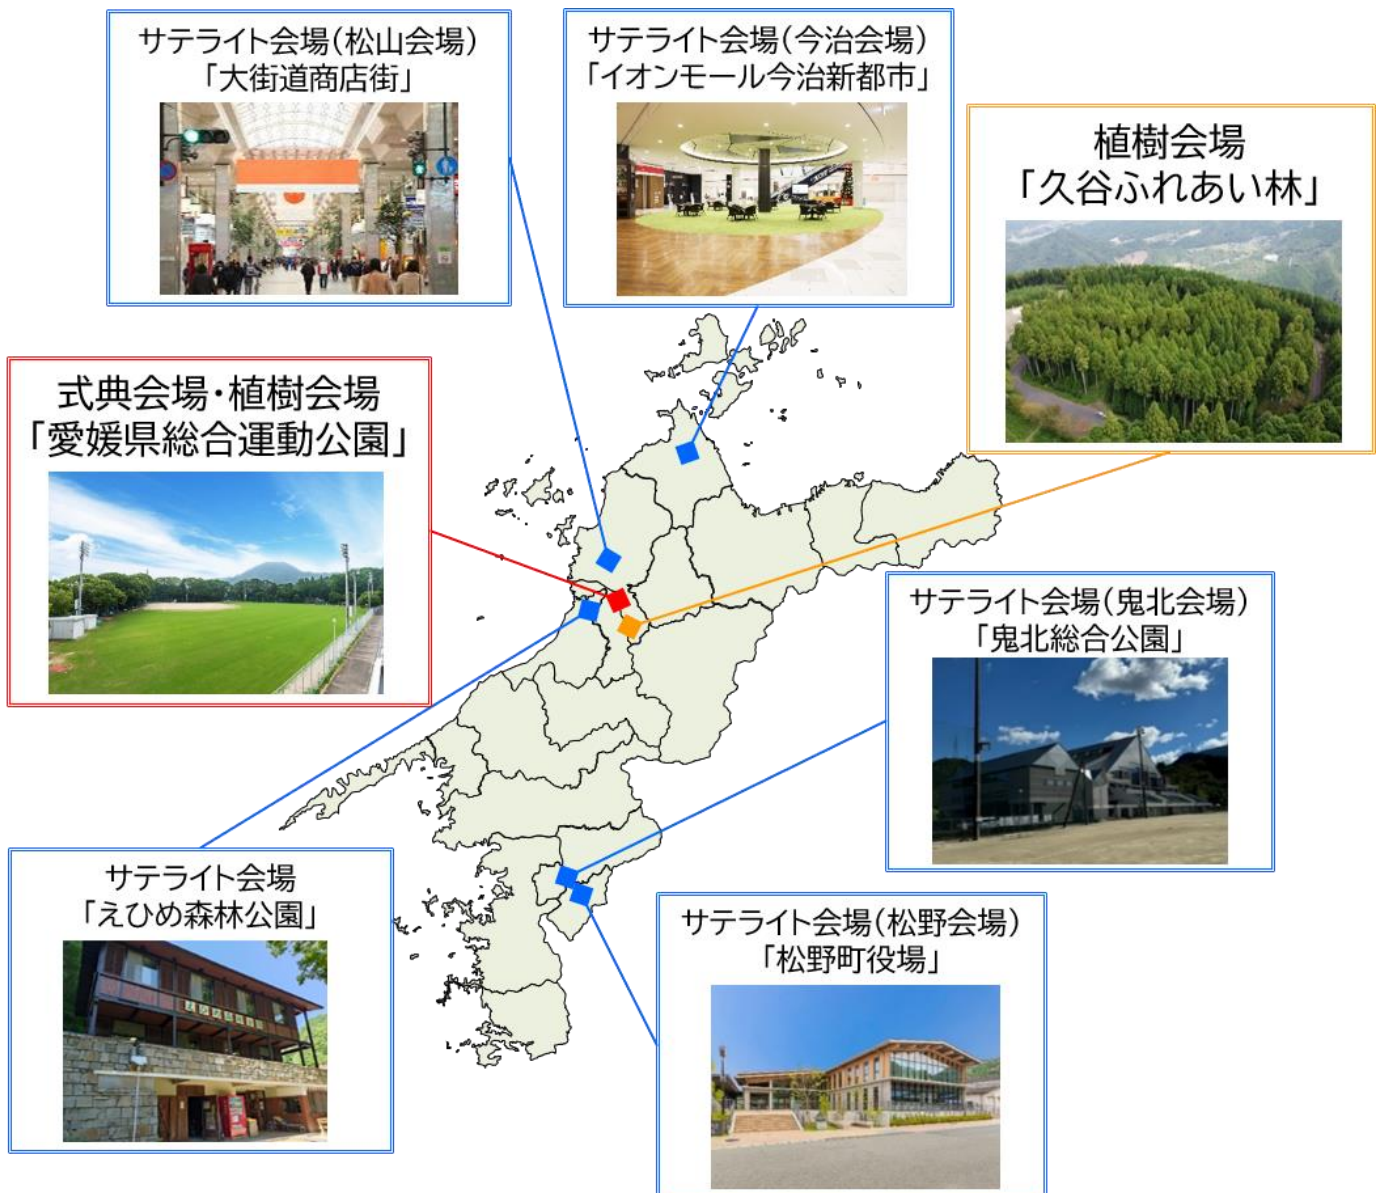 サテライト会場(松山会場)
「大街道商店街」
サテライト会場(今治会場)
「イオンモール今治新都市」
植樹会場
「久谷ふれあい林」
式典会場・植樹会場
「愛媛県総合運動公園」
サテライト会場(鬼北会場)
「鬼北総合公園」
サテライト会場
「えひめ森林公園」
サテライト会場(松野会場)
「松野町役場」